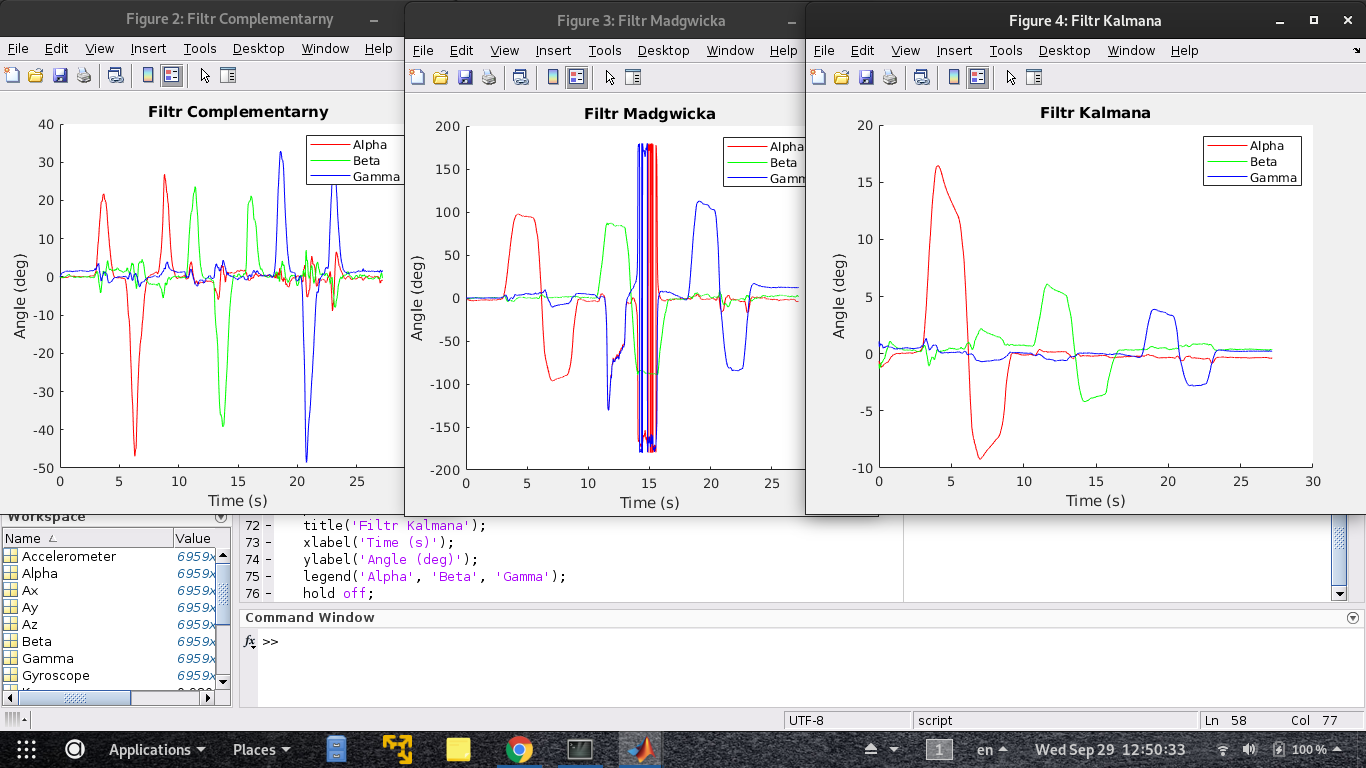 Figure 2: Filtr Complementarny
File Edit View Insert Tools Desktop Window Help
Filtr Complementarny
Alpha
Beta
Gamma
40
30
20
10
0
-10
-20
-30
-40
-50
Angle (deg)
0 5 10 15 20 25
Time (s)
Figure 3: Filtr Madgwicka
File Edit View Insert Tools Desktop Window Help
Filtr Madgwicka
Alpha
Beta
Gamm
200
150
100
50
0
-50
-100
-150
-200
Angle (deg)
0 5 10 15 20 25
Time (s)
Figure 4: Filtr Kalmana
File Edit View Insert Tools Desktop Window Help
Filtr Kalmana
Alpha
Beta
Gamma
20
15
10
5
0
-5
-10
Angle (deg)
0 5 10 15 20 25 30
Time (s)
Workspace
Name Value
Accelerometer 6959x
Alpha 6959x
Ax 6959x
Ay 6959x
Az 6959x
Beta 6959x
Gamma 6959x
Gyroscope 6959x
72 - title('Filtr Kalmana');
73 - xlabel('Time (s)');
74 - ylabel('Angle (deg)');
75 - legend('Alpha', 'Beta', 'Gamma');
76 - hold off;
Command Window
fx >>
UTF-8 script Ln 58 Col 77
Applications Places 1 en Wed Sep 29 12:50:33 100 %